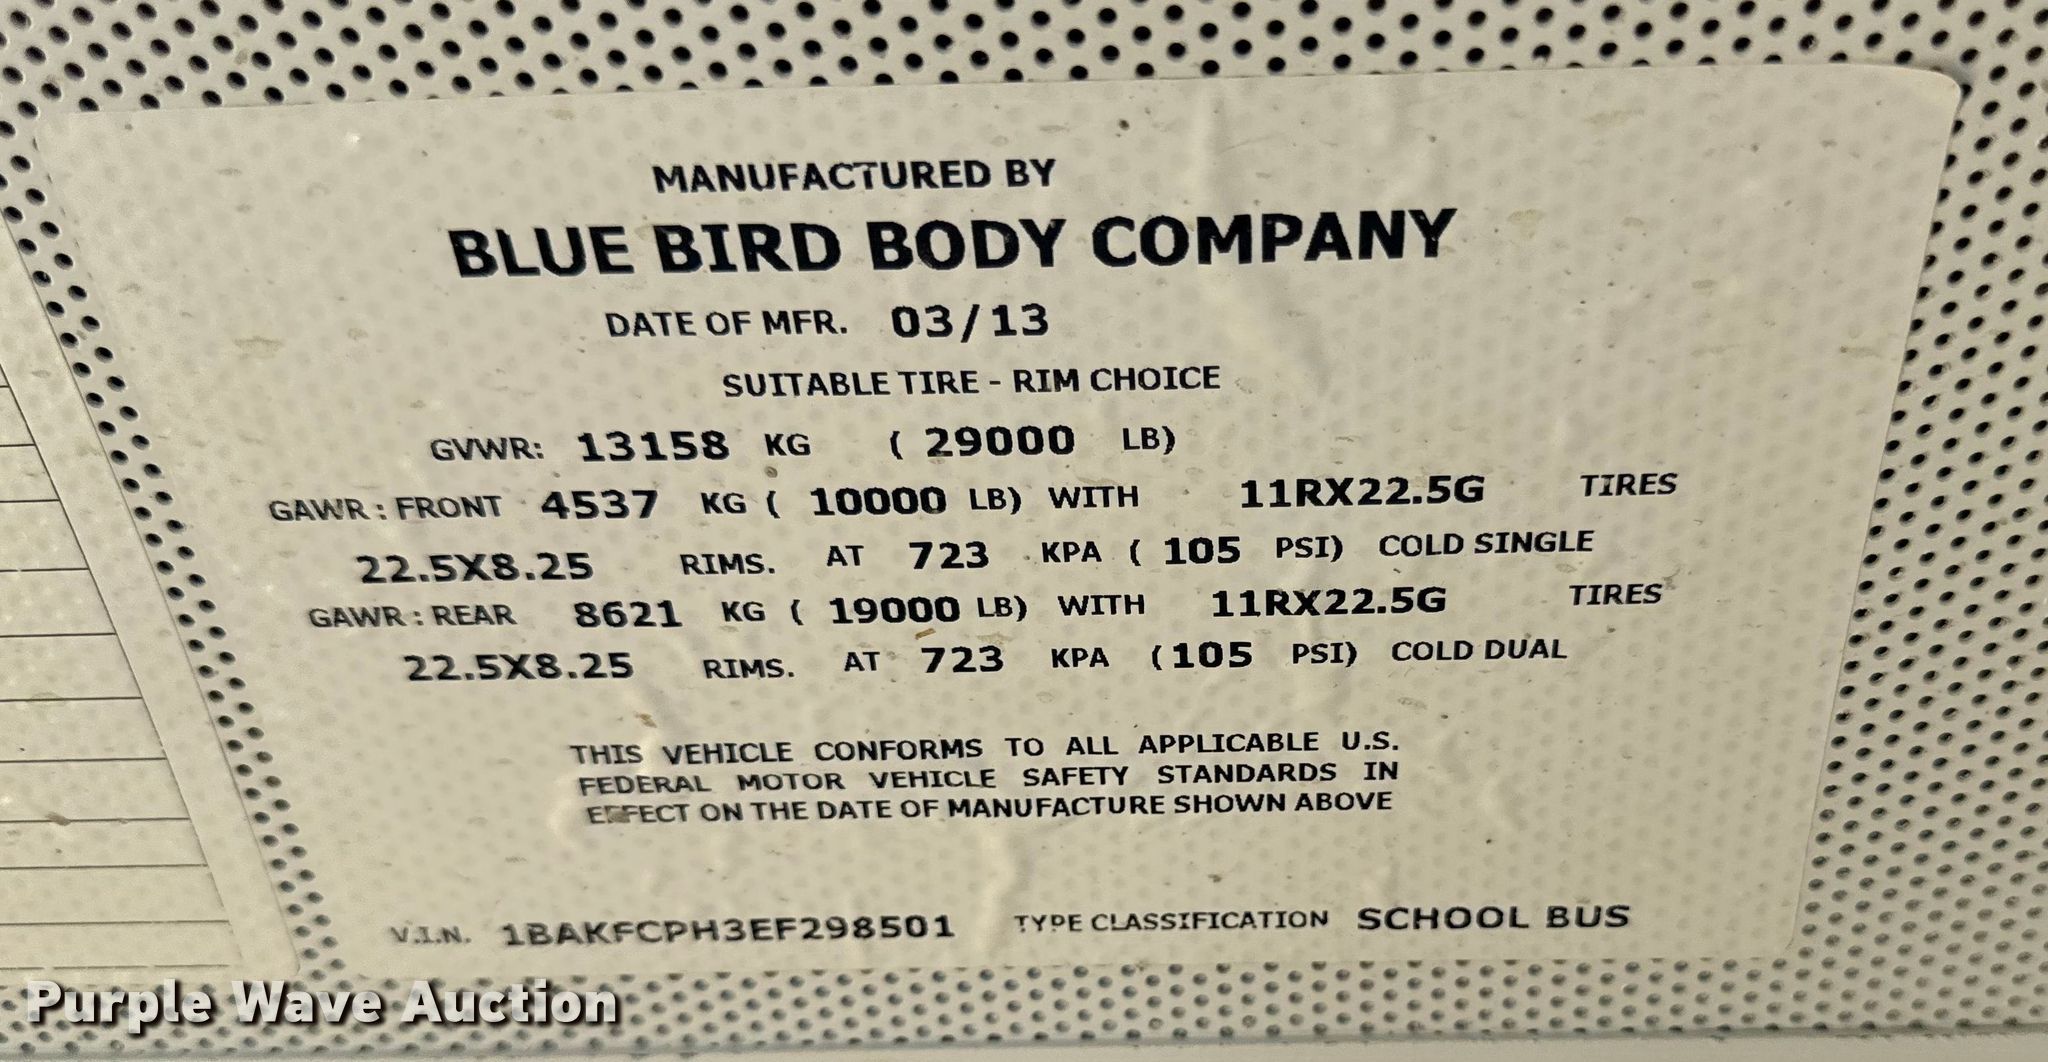 MANUFACTURED BY
BLUE BIRD BODY COMPANY
DATE OF MFR. 03/13
SUITABLE TIRE - RIM CHOICE
GVWR: 13158 KG ( 29000 LB)
GAWR : FRONT 4537 KG ( 10000 LB) WITH 11RX22.5G TIRES
22.5X8.25 RIMS. AT 723 KPA ( 105 PSI) COLD SINGLE
GAWR : REAR 8621 KG ( 19000 LB) WITH 11RX22.5G TIRES
22.5X8.25 RIMS. AT 723 KPA (105 PSI) COLD DUAL
THIS VEHICLE CONFORMS TO ALL APPLICABLE U.S.
FEDERAL MOTOR VEHICLE SAFETY STANDARDS IN
EFFECT ON THE DATE OF MANUFACTURE SHOWN ABOVE
V.I.N. 1BAKFCPH3EF298501 TYPE CLASSIFICATION SCHOOL BUS
Purple Wave Auction